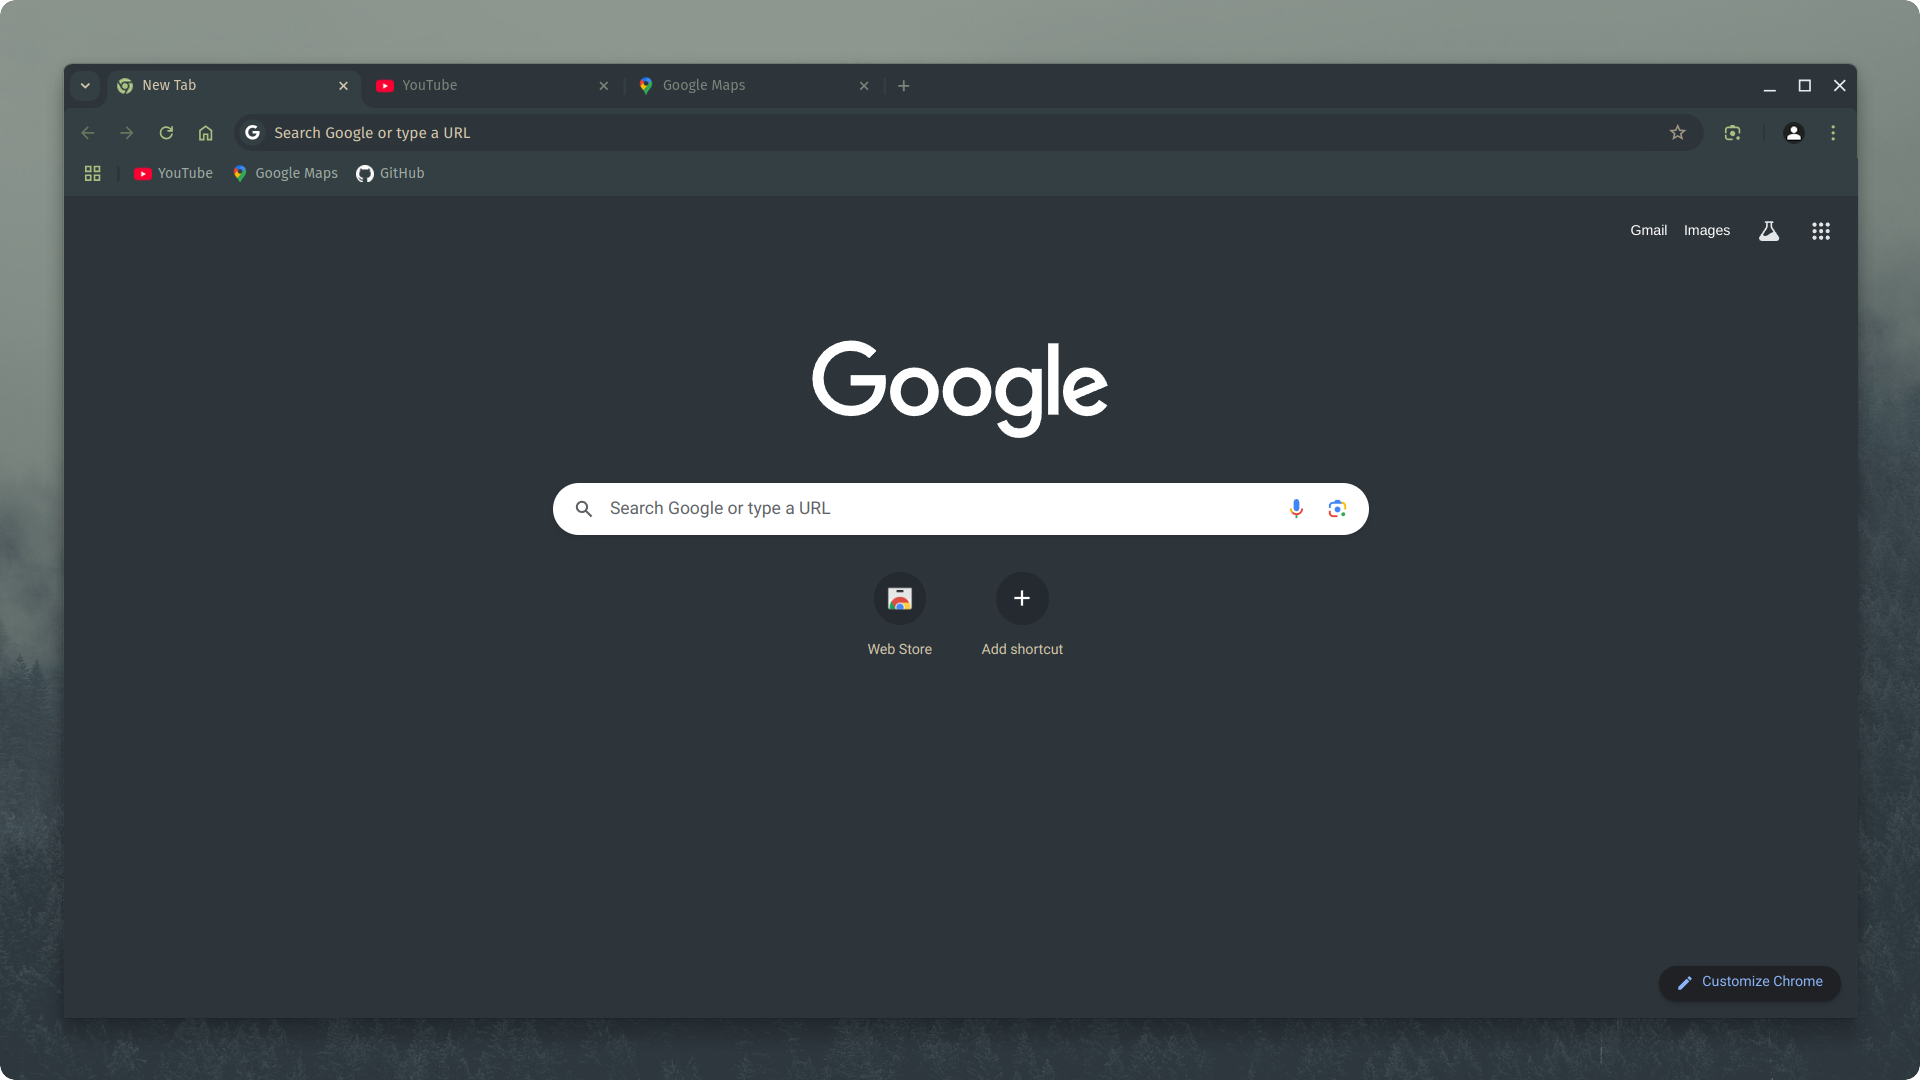 New Tab
YouTube
Google Maps
Search Google or type a URL
YouTube
Google Maps
GitHub
Gmail
Images
Google
Search Google or type a URL
Web Store
Add shortcut
Customize Chrome